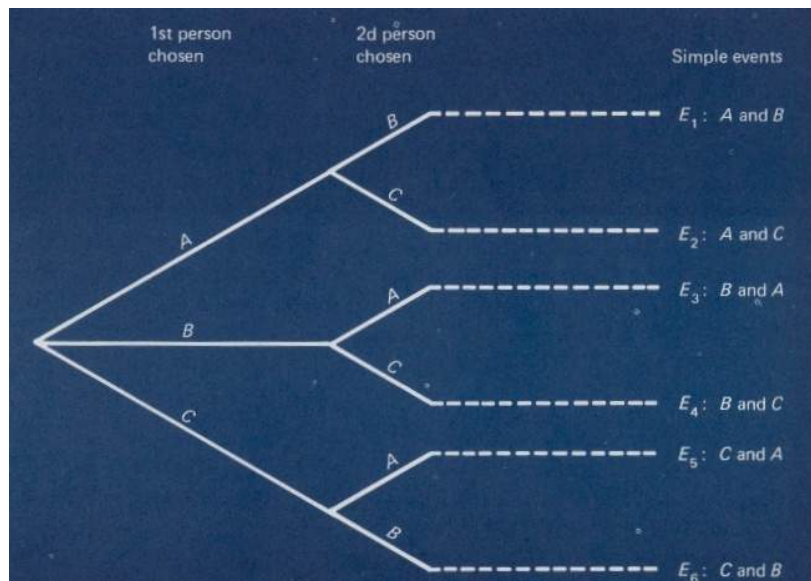 1st person
chosen
2d person
chosen
Simple events
B
E₁: A and B
A
C
E₂: A and C
A
E₃: B and A
B
C
E₄: B and C
C
A
E₅: C and A
B
E₆: C and B